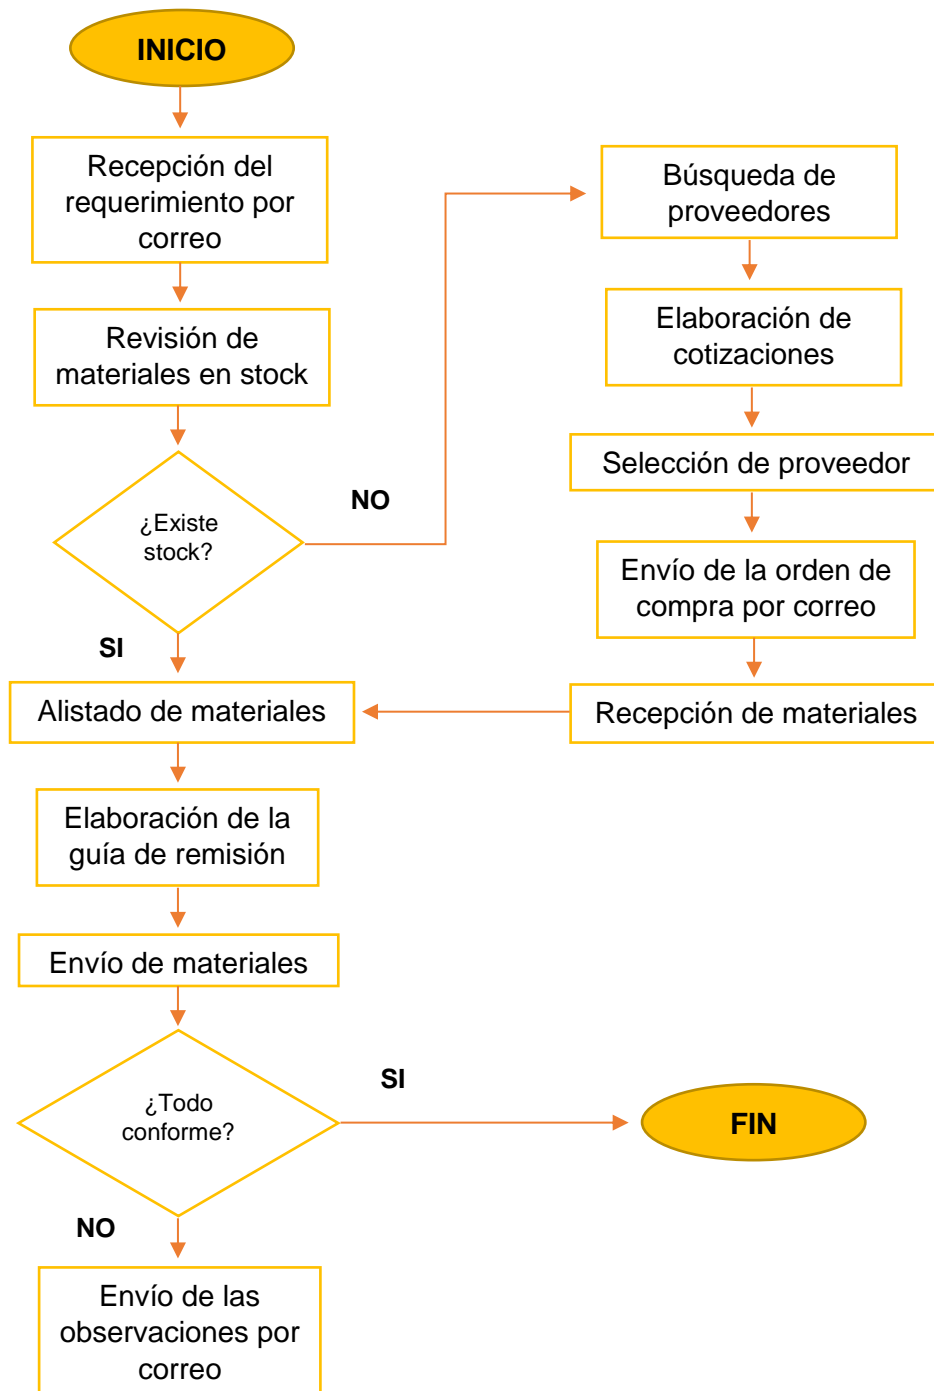 INICIO
Recepción del
requerimiento por
correo
Revisión de
materiales en stock
¿Existe
stock?
NO
SI
Búsqueda de
proveedores
Elaboración de
cotizaciones
Selección de proveedor
Envío de la orden de
compra por correo
Recepción de materiales
Alistado de materiales
Elaboración de la
guía de remisión
Envío de materiales
¿Todo
conforme?
SI
FIN
NO
Envío de las
observaciones por
correo